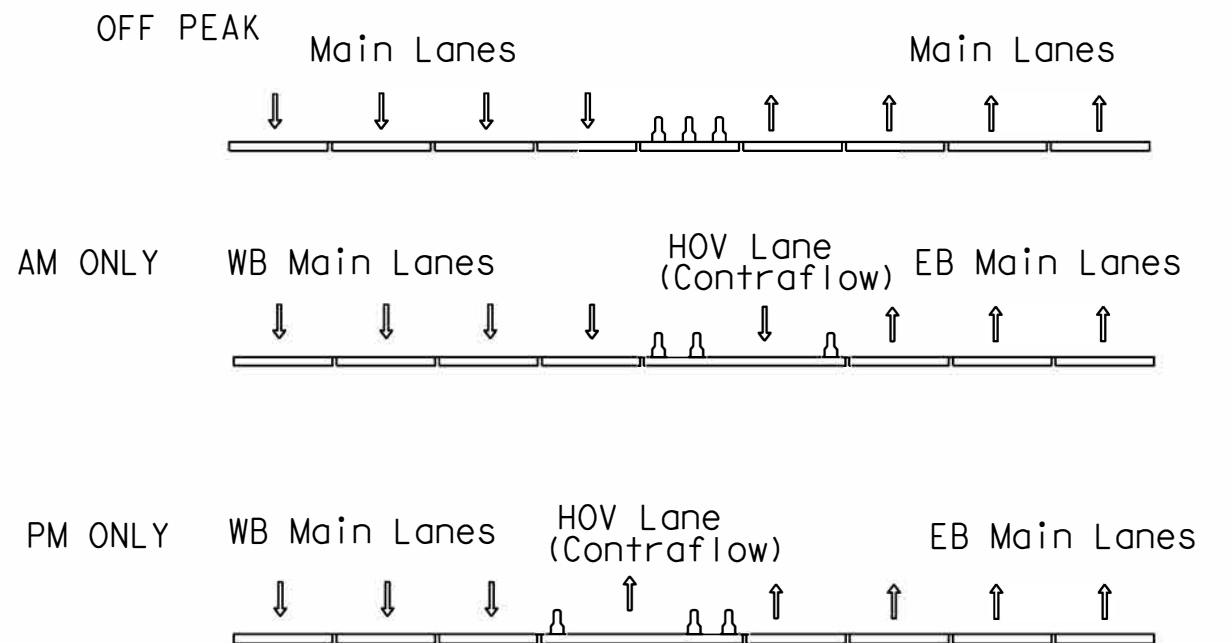 OFF PEAK
Main Lanes
Main Lanes
AM ONLY
WB Main Lanes
HOV Lane
(Contraflow)
EB Main Lanes
PM ONLY
WB Main Lanes
HOV Lane
(Contraflow)
EB Main Lanes